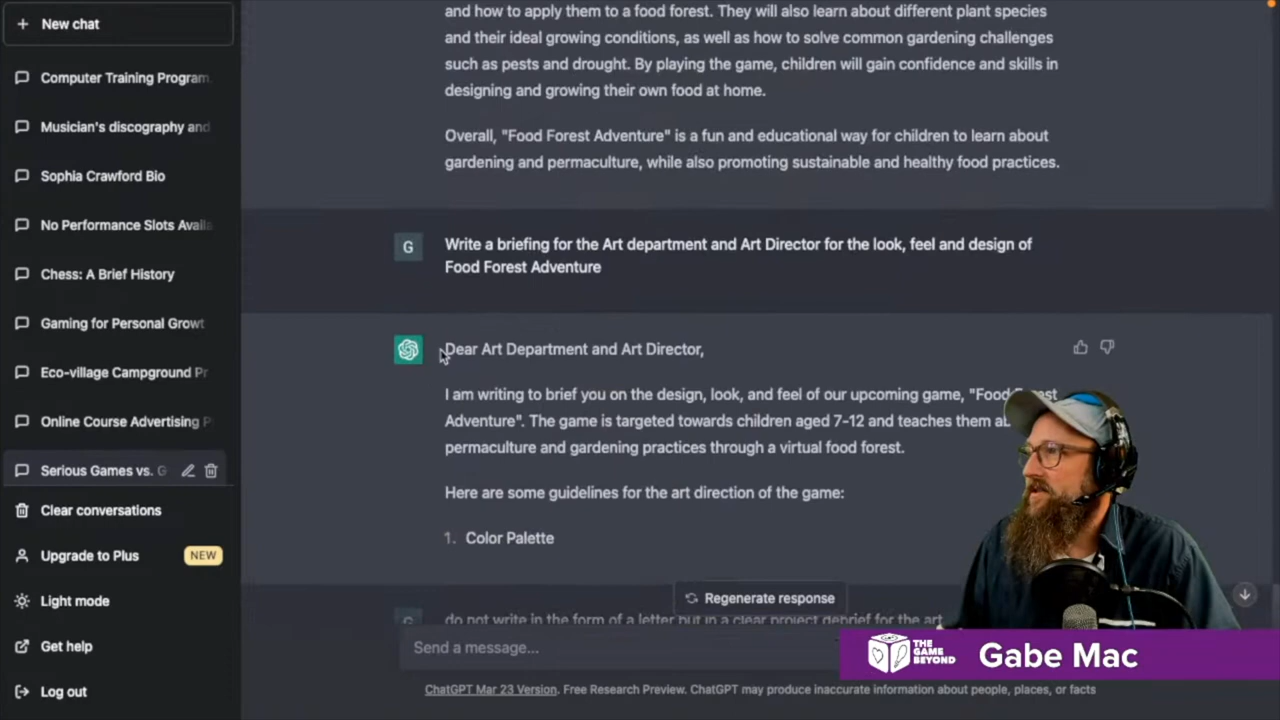 New chat
Computer Training Program
Musician's discography and
Sophia Crawford Bio
No Performance Slots
Chess: A Brief History
Gaming for Personal Growt
Eco-village Campground Pr
Online Course Advertising P
Serious Games vs. G
Clear conversations
Upgrade to Plus NEW
Light mode
Get help
Log out
and how to apply them to a food forest. They will also learn about different plant species
and their ideal growing conditions, as well as how to solve common gardening challenges
such as pests and drought. By playing the game, children will gain confidence and skills in
designing and growing their own food at home.
Overall, "Food Forest Adventure" is a fun and educational way for children to learn about
gardening and permaculture, while also promoting sustainable and healthy food practices.
G
Write a briefing for the Art department and Art Director for the look, feel and design of
Food Forest Adventure
Dear Art Department and Art Director,
I am writing to brief you on the design, look, and feel of our upcoming game, "Food
Adventure". The game is targeted towards children aged 7-12 and teaches them
permaculture and gardening practices through a virtual food forest.
Here are some guidelines for the art direction of the game:
1. Color Palette
Regenerate response
do not write in the form of a letter but in a clear project debrief for the art
Send a message...
ChatGPT Mar 23 Version. Free Research Preview. ChatGPT may produce inaccurate information about people, places, or facts
THE
GAME
BEYOND
Gabe Mac